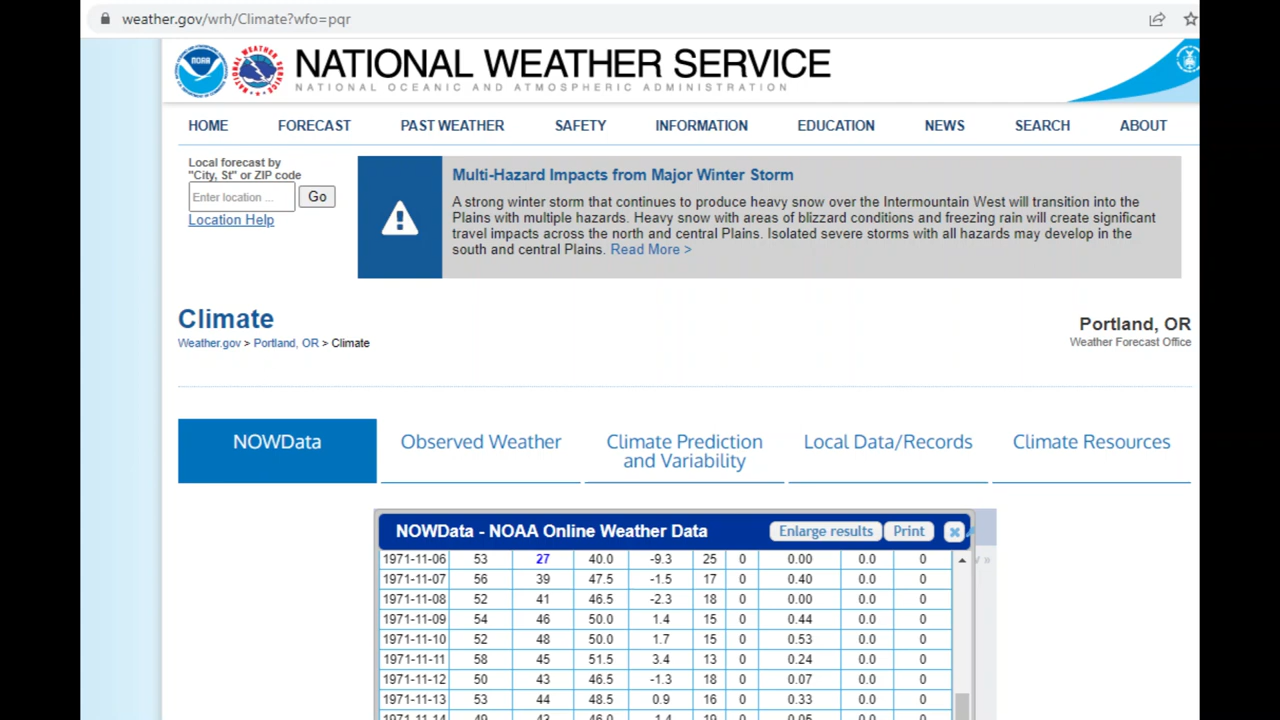 weather.gov/wrh/Climate?wfo=pqr
NOAA
NATIONAL WEATHER SERVICE
NATIONAL OCEANIC AND ATMOSPHERIC ADMINISTRATION
HOME FORECAST PAST WEATHER SAFETY INFORMATION EDUCATION NEWS SEARCH ABOUT
Local forecast by
"City, St" or ZIP code
Enter location ... Go
Location Help
Multi-Hazard Impacts from Major Winter Storm
A strong winter storm that continues to produce heavy snow over the Intermountain West will transition into the
Plains with multiple hazards. Heavy snow with areas of blizzard conditions and freezing rain will create significant
travel impacts across the north and central Plains. Isolated severe storms with all hazards may develop in the
south and central Plains. Read More >
Climate
Weather.gov > Portland, OR > Climate
Portland, OR
Weather Forecast Office
NOWData Observed Weather Climate Prediction and Variability Local Data/Records Climate Resources
NOWData - NOAA Online Weather Data Enlarge results Print
1971-11-06 53 27 40.0 -9.3 25 0 0.00 0.0 0
1971-11-07 56 39 47.5 -1.5 17 0 0.40 0.0 0
1971-11-08 52 41 46.5 -2.3 18 0 0.00 0.0 0
1971-11-09 54 46 50.0 1.4 15 0 0.44 0.0 0
1971-11-10 52 48 50.0 1.7 15 0 0.53 0.0 0
1971-11-11 58 45 51.5 3.4 13 0 0.24 0.0 0
1971-11-12 50 43 46.5 -1.3 18 0 0.07 0.0 0
1971-11-13 53 44 48.5 0.9 16 0 0.33 0.0 0